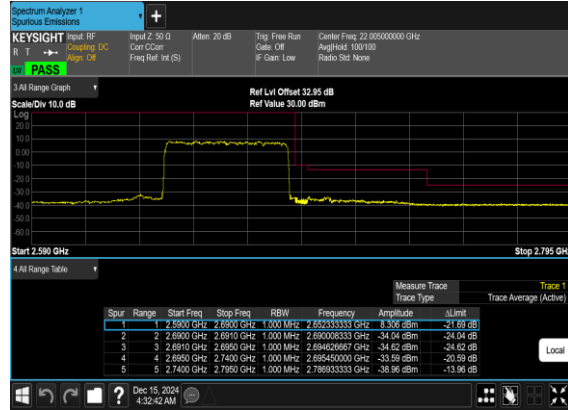 Spectrum Analyzer 1
Spurious Emissions
+
KEYSIGHT Input: RF Input Z: 50 Ω Atten: 20 dB Trig: Free Run Center Freq: 22.005000000 GHz
R T Coupling: DC Corr CCorr Gate: Off Avg|Hold: 100/100
Align: Off Freq Ref: Int (S) IF Gain: Low Radio Std: None
PASS
3 All Range Graph
Ref Lvl Offset 32.95 dB
Scale/Div 10.0 dB Ref Value 30.00 dBm
Log
20.0
10.0
0.00
-10.0
-20.0
-30.0
-40.0
-50.0
-60.0
Start 2.590 GHz Stop 2.795 GHz
4 All Range Table
Measure Trace Trace 1
Trace Type Trace Average (Active)
Spur Range Start Freq Stop Freq RBW Frequency Amplitude ΔLimit
1 1 2.5900 GHz 2.6900 GHz 1.000 MHz 2.652333333 GHz 8.306 dBm -21.69 dB
2 2 2.6900 GHz 2.6910 GHz 1.000 MHz 2.690008333 GHz -34.04 dBm -24.04 dB
3 3 2.6910 GHz 2.6950 GHz 1.000 MHz 2.694626667 GHz -34.62 dBm -24.62 dB
4 4 2.6950 GHz 2.7400 GHz 1.000 MHz 2.695450000 GHz -33.59 dBm -20.59 dB
5 5 2.7400 GHz 2.7950 GHz 1.000 MHz 2.786933333 GHz -38.96 dBm -13.96 dB
Local
? Dec 15, 2024
4:32:42 AM